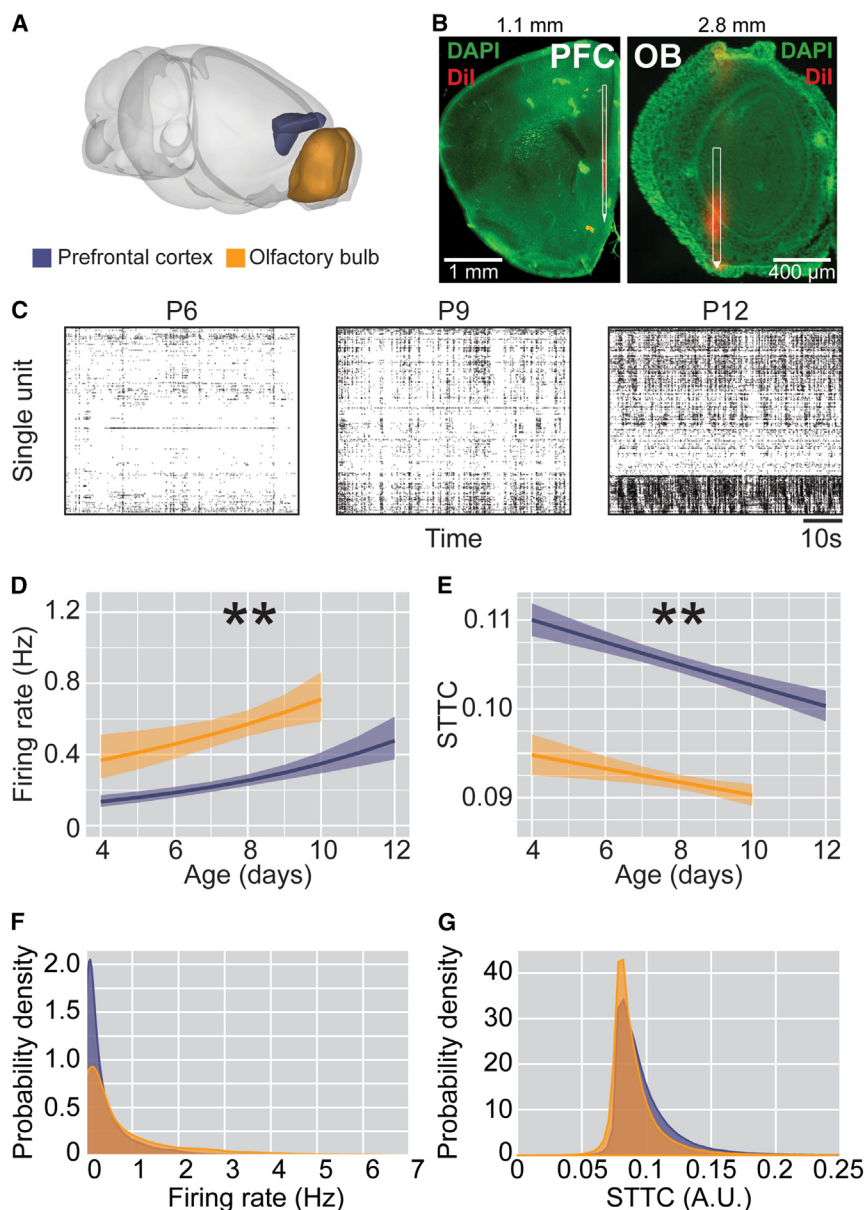 A
Prefrontal cortex Olfactory bulb
B
1.1 mm 2.8 mm
DAPI PFC OB DAPI
DiI DiI
1 mm 400 µm
C
P6 P9 P12
Single unit
Time
10s
D
Firing rate (Hz)
1.2
0.8
0.4
0
**
4 6 8 10 12
Age (days)
E
STTC
0.11
0.10
0.09
**
4 6 8 10 12
Age (days)
F
Probability density
2.0
1.5
1.0
0.5
0 1 2 3 4 5 6 7
Firing rate (Hz)
G
Probability density
40
30
20
10
0
0 0.05 0.1 0.15 0.2 0.25
STTC (A.U.)